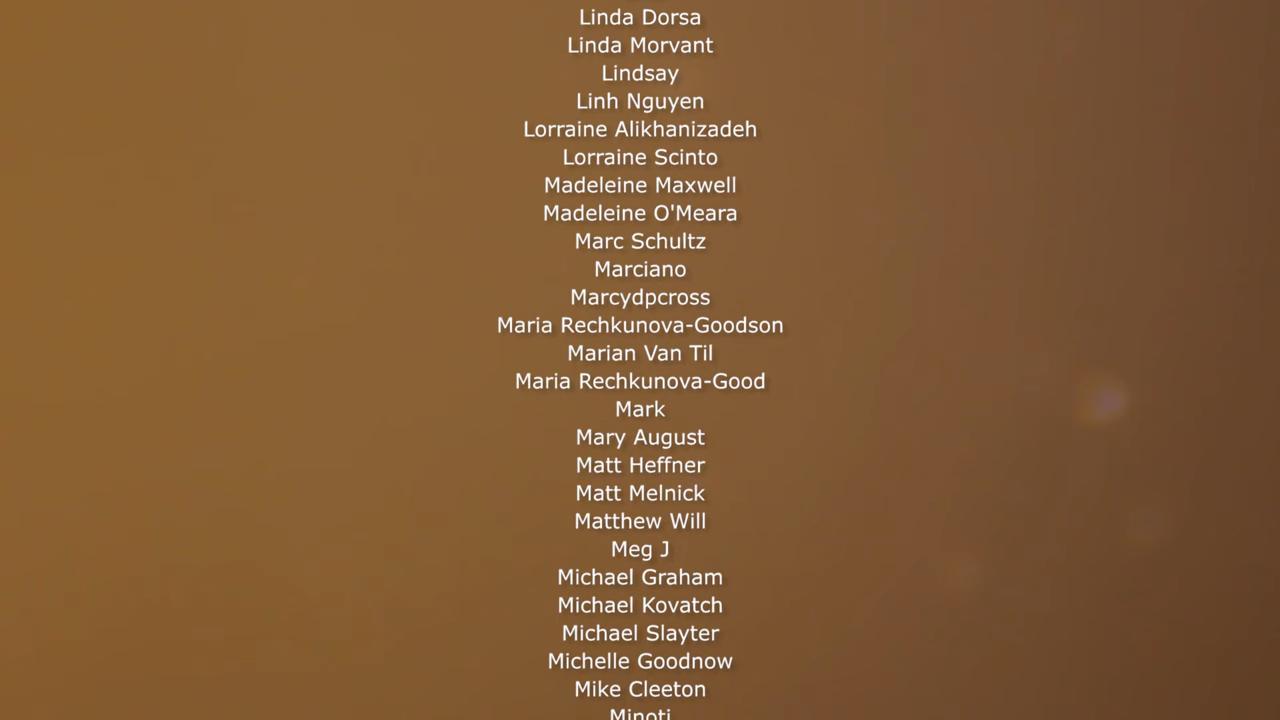 Linda Dorsa
Linda Morvant
Lindsay
Linh Nguyen
Lorraine Alikhanizadeh
Lorraine Scinto
Madeleine Maxwell
Madeleine O'Meara
Marc Schultz
Marciano
Marcydpcross
Maria Rechkunova-Goodson
Marian Van Til
Maria Rechkunova-Good
Mark
Mary August
Matt Heffner
Matt Melnick
Matthew Will
Meg J
Michael Graham
Michael Kovatch
Michael Slayter
Michelle Goodnow
Mike Cleeton
Minoti